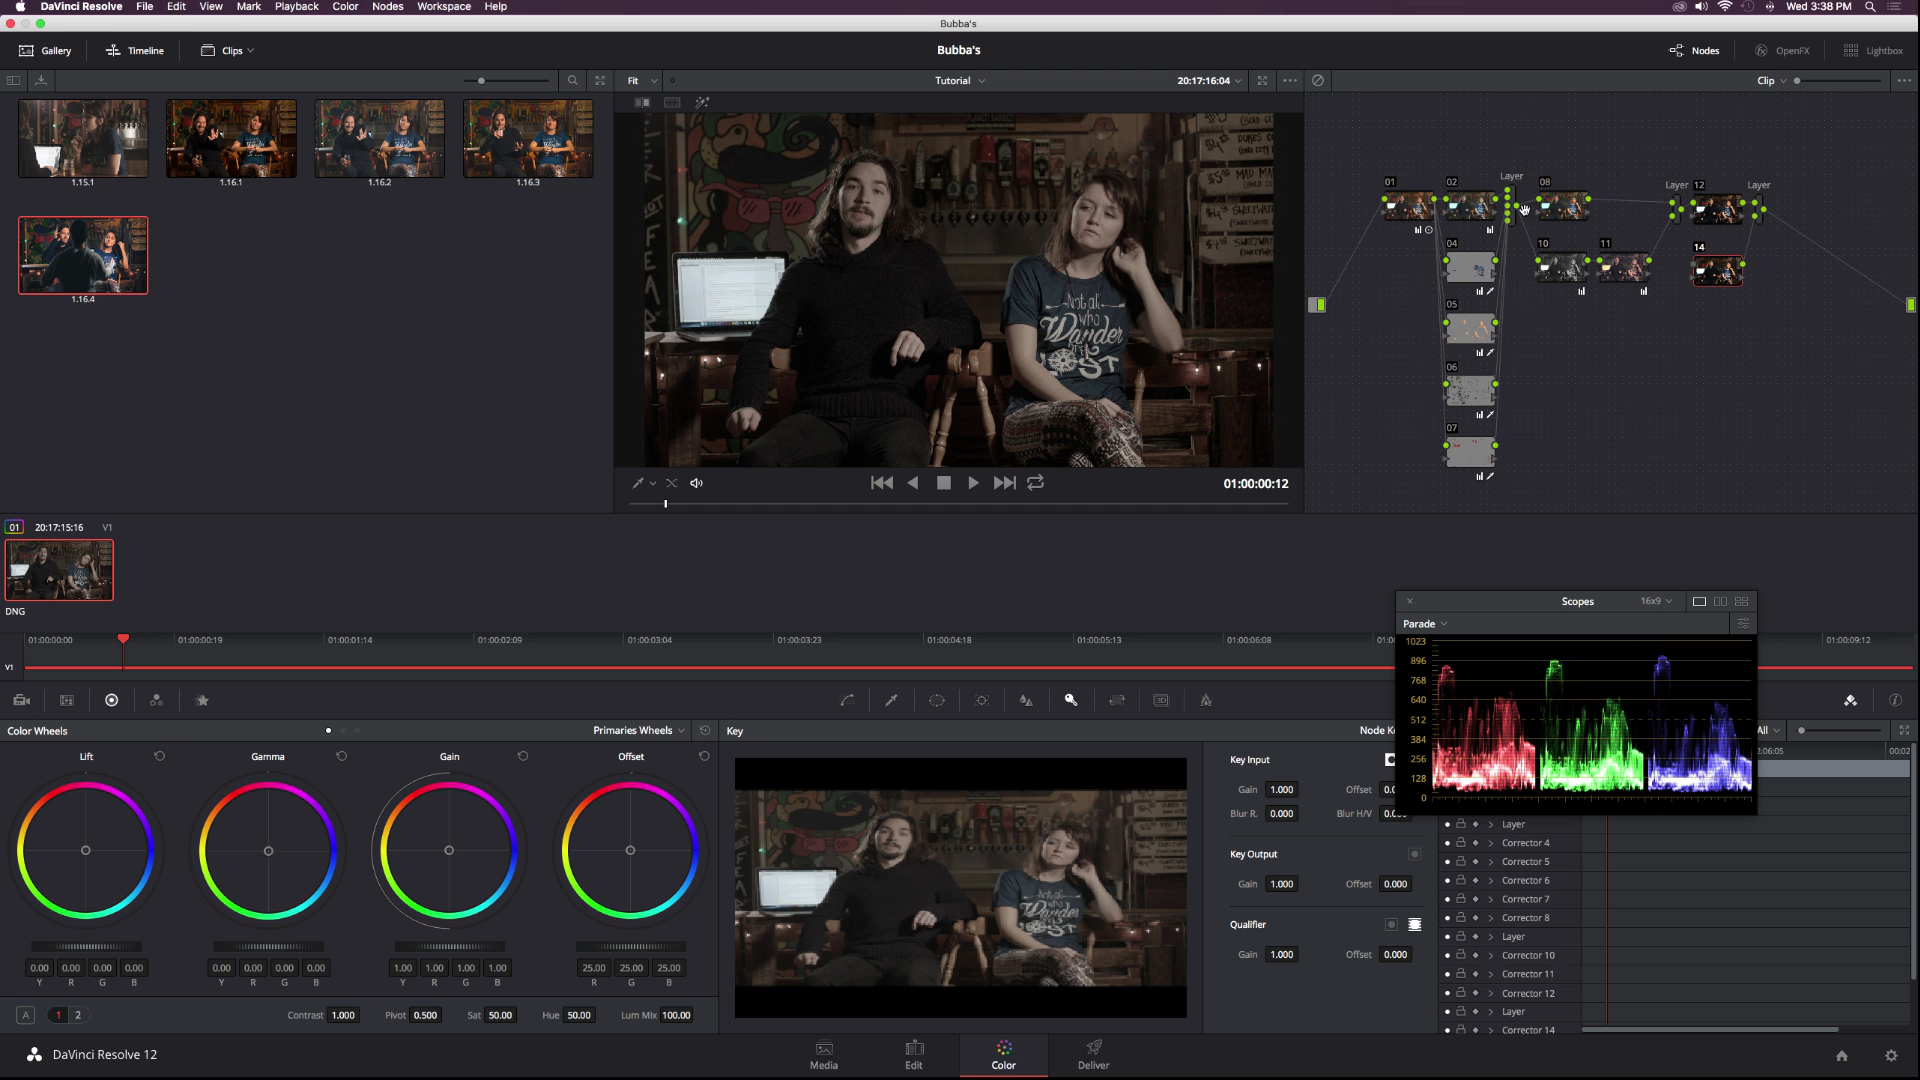 DaVinci Resolve File Edit View Mark Playback Color Nodes Workspace Help Wed 3:38 PM
Bubba's
Gallery Timeline Clips Bubba's Nodes OpenFX Lightbox
Fit Tutorial 20:17:16:04 Clip
1.15.1 1.16.1 1.16.2 1.16.3
1.16.4
Not all
who
Wander
LOST
01 02 Layer 08 Layer 12 Layer
04 10 11 14
05
06
07
01:00:00:12
01 20:17:15:16 V1
DNG
Scopes 16x9
Parade
1023
896
768
640
512
384
256
128
0
01:00:00:00 01:00:00:19 01:00:01:14 01:00:02:09 01:00:03:04 01:00:03:23 01:00:04:18 01:00:05:13 01:00:06:08 01:00:09:12
V1
Color Wheels Primaries Wheels Key All
Lift Gamma Gain Offset
0.00 0.00 0.00 0.00 0.00 0.00 0.00 0.00 1.00 1.00 1.00 1.00 25.00 25.00 25.00
Y R G B Y R G B Y R G B R G B
A 1 2 Contrast 1.000 Pivot 0.500 Sat 50.00 Hue 50.00 Lum Mix 100.00
Key Input
Gain 1.000 Offset
Blur R. 0.000 Blur H/V
Key Output
Gain 1.000 Offset 0.000
Qualifier
Gain 1.000 Offset 0.000
Layer
Corrector 4
Corrector 5
Corrector 6
Corrector 7
Corrector 8
Layer
Corrector 10
Corrector 11
Corrector 12
Layer
Corrector 14
DaVinci Resolve 12 Media Edit Color Deliver